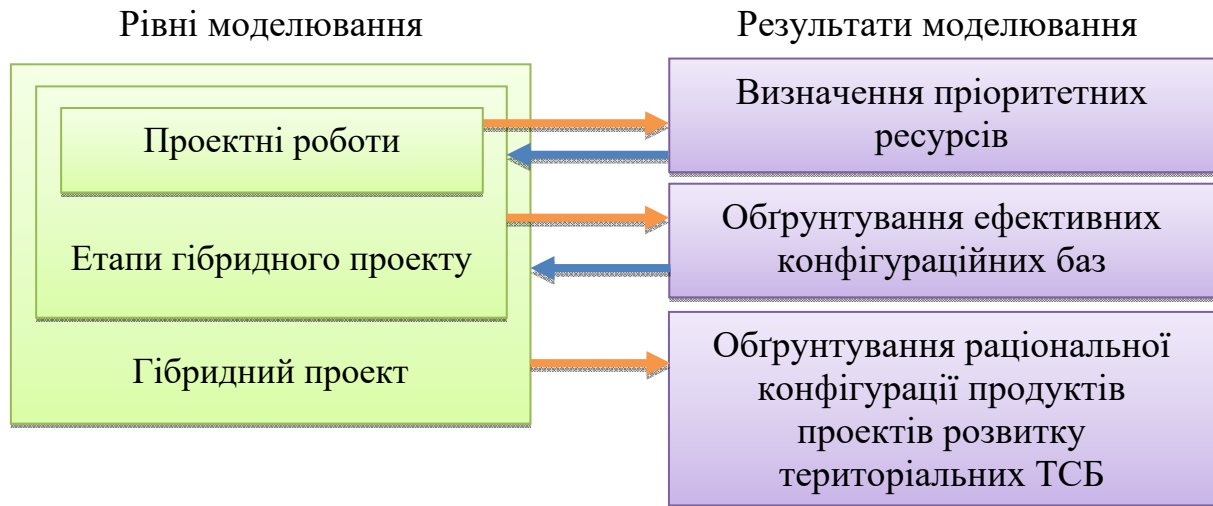 Рівні моделювання
Результати моделювання
Проектні роботи
Етапи гібридного проекту
Гібридний проект
Визначення пріоритетних
ресурсів
Обґрунтування ефективних
конфігураційних баз
Обґрунтування раціональної
конфігурації продуктів
проектів розвитку
територіальних ТСБ